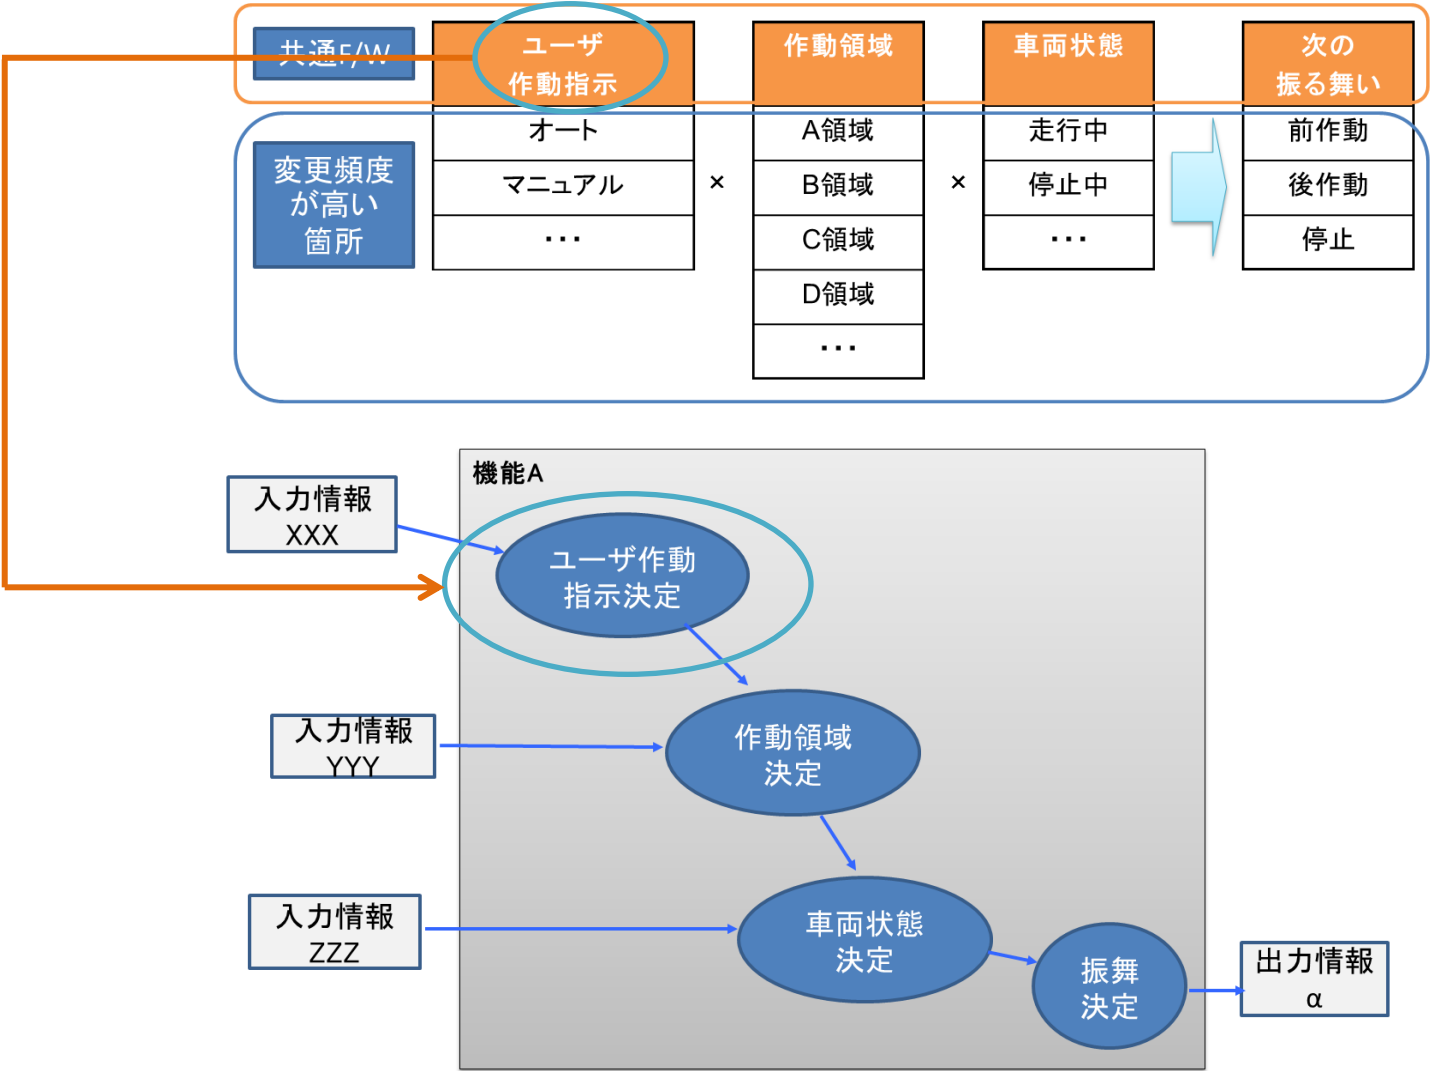 共通F/W
ユーザ
作動指示
作動領域
車両状態
次の
振る舞い
変更頻度
が高い
箇所
オート
マニュアル
・・・
×
A領域
B領域
C領域
D領域
・・・
×
走行中
停止中
・・・
前作動
後作動
停止
機能A
入力情報
XXX
ユーザ作動
指示決定
入力情報
YYY
作動領域
決定
入力情報
ZZZ
車両状態
決定
振舞
決定
出力情報
α